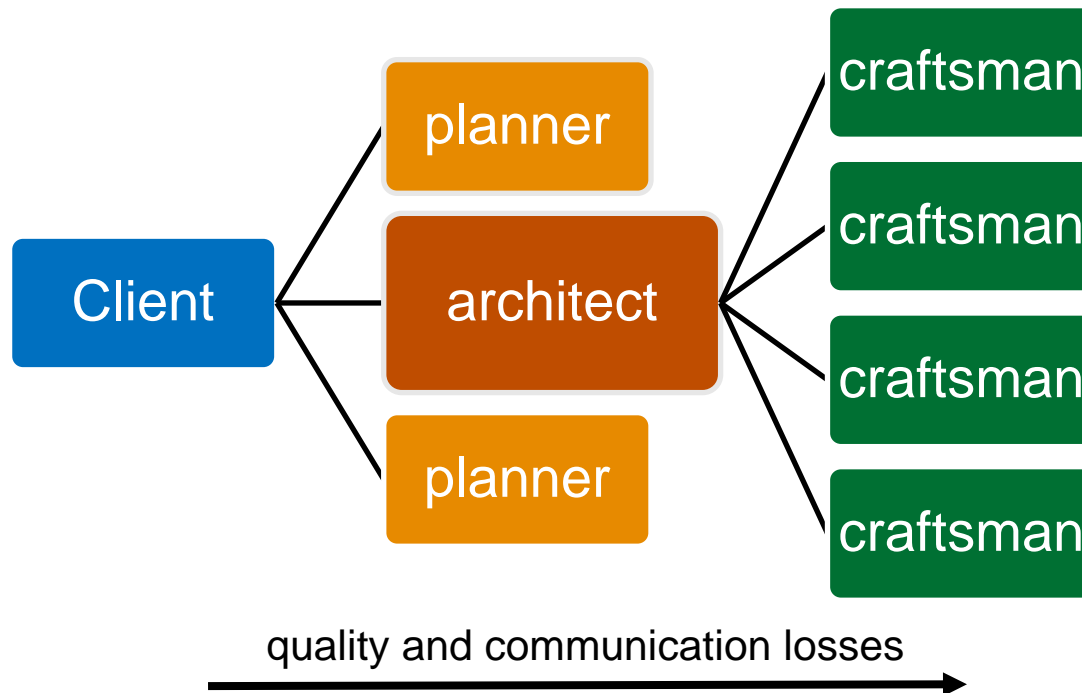 Client
planner
architect
planner
craftsman
craftsman
craftsman
craftsman
quality and communication losses